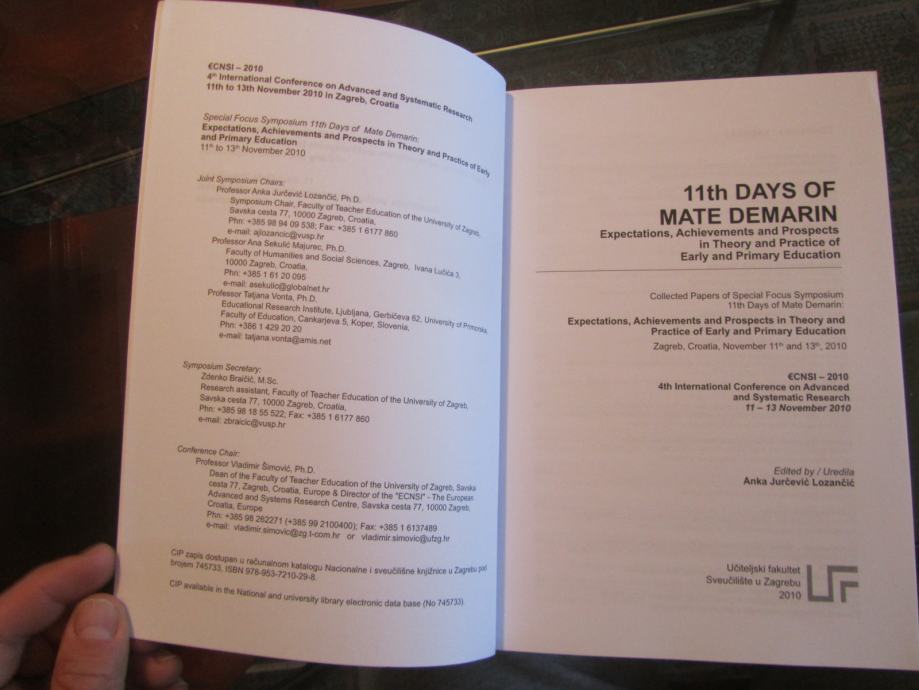 €CNSI – 2010
4th International Conference on Advanced and Systematic Research
11th to 13th November 2010 in Zagreb, Croatia
Special Focus Symposium 11th Days of Mate Demarin:
Expectations, Achievements and Prospects in Theory and Practice of Early
and Primary Education
11th to 13th November 2010
Joint Symposium Chairs:
Professor Anka Jurčević Lozančić, Ph.D.
Symposium Chair, Faculty of Teacher Education of the University of Zagreb,
Savska cesta 77, 10000 Zagreb, Croatia,
Phn: +385 98 94 09 538; Fax: +385 1 6177 860
e-mail: ajlozancic@vusp.hr
Professor Ana Sekulić Majurec, Ph.D.
Faculty of Humanities and Social Sciences, Zagreb, Ivana Lučića 3,
10000 Zagreb, Croatia,
Phn: +385 1 61 20 095
e-mail: asekulic@globalnet.hr
Professor Tatjana Vonta, Ph.D.
Educational Research Institute, Ljubljana, Gerbičeva 62, University of Primorska,
Faculty of Education, Cankarjeva 5, Koper, Slovenia,
Phn: +386 1 429 20 20
e-mail: tatjana.vonta@amis.net
Symposium Secretary:
Zdenko Braičić, M.Sc.
Research assistant, Faculty of Teacher Education of the University of Zagreb,
Savska cesta 77, 10000 Zagreb, Croatia,
Phn: +385 98 18 55 522; Fax: +385 1 6177 860
e-mail: zbraicic@vusp.hr
Conference Chair:
Professor Vladimir Šimović, Ph.D.
Dean of the Faculty of Teacher Education of the University of Zagreb, Savska
cesta 77, Zagreb, Croatia, Europe & Director of the "ECNSI" - The European
Advanced and Systems Research Centre, Savska cesta 77, 10000 Zagreb,
Croatia, Europe
Phn: +385 98 262271 (+385 99 2100400); Fax: +385 1 6137489
e-mail: vladimir.simovic@zg.t-com.hr or vladimir.simovic@ufzg.hr
CIP zapis dostupan u računalnom katalogu Nacionalne i sveučilišne knjižnice u Zagrebu pod
brojem 745733, ISBN 978-953-7210-29-8.
CIP available in the National and university library electronic data base (No 745733).
11th DAYS OF
MATE DEMARIN
Expectations, Achievements and Prospects
in Theory and Practice of
Early and Primary Education
Collected Papers of Special Focus Symposium
11th Days of Mate Demarin:
Expectations, Achievements and Prospects in Theory and
Practice of Early and Primary Education
Zagreb, Croatia, November 11th and 13th, 2010
€CNSI – 2010
4th International Conference on Advanced
and Systematic Research
11 – 13 November 2010
Edited by / Uredila
Anka Jurčević Lozančić
Učiteljski fakultet
Sveučilište u Zagrebu
2010